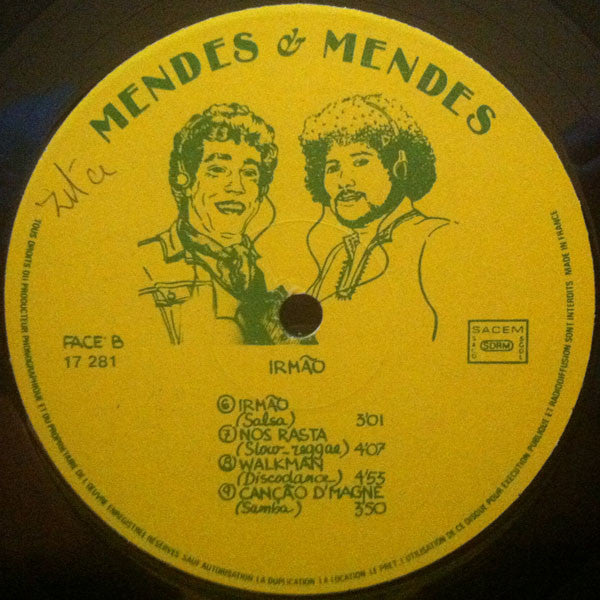 MENDES & MENDES
FACE B
17 281
IRMÃO
SACEM
SACD
SDRM
SGDL
6 IRMÃO
(Salsa) 3'01
7 NOS RASTA
(Slow-reggae) 4'07
8 WALKMAN
(Discodance) 4'53
9 CANÇÃO D'MAGNE
(Samba) 3'50
TOUS DROITS DU PRODUCTEUR PHONOGRAPHIQUE ET DU PROPRIETAIRE DE L'OEUVRE ENREGISTREE RESERVES SAUF AUTORISATION LA DUPLICATION LA LOCATION LE PRET L'UTILISATION DE CE DISQUE POUR EXECUTION PUBLIQUE ET RADIODIFFUSION SONT INTERDITS MADE IN FRANCE